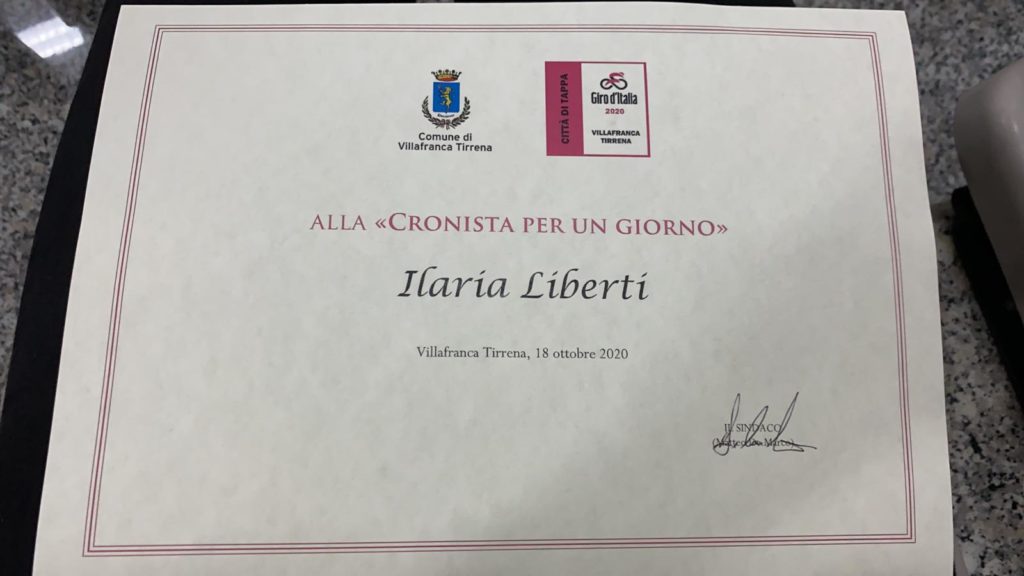 Comune di
Villafranca Tirrena
CITTÀ DI TAPPA
Giro d'Italia
2020
VILLAFRANCA
TIRRENA
ALLA «CRONISTA PER UN GIORNO»
Ilaria Liberti
Villafranca Tirrena, 18 ottobre 2020
IL SINDACO